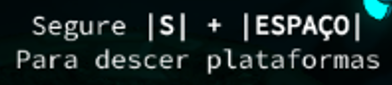 Segure |S| + |ESPAÇO|
Para descer plataformas